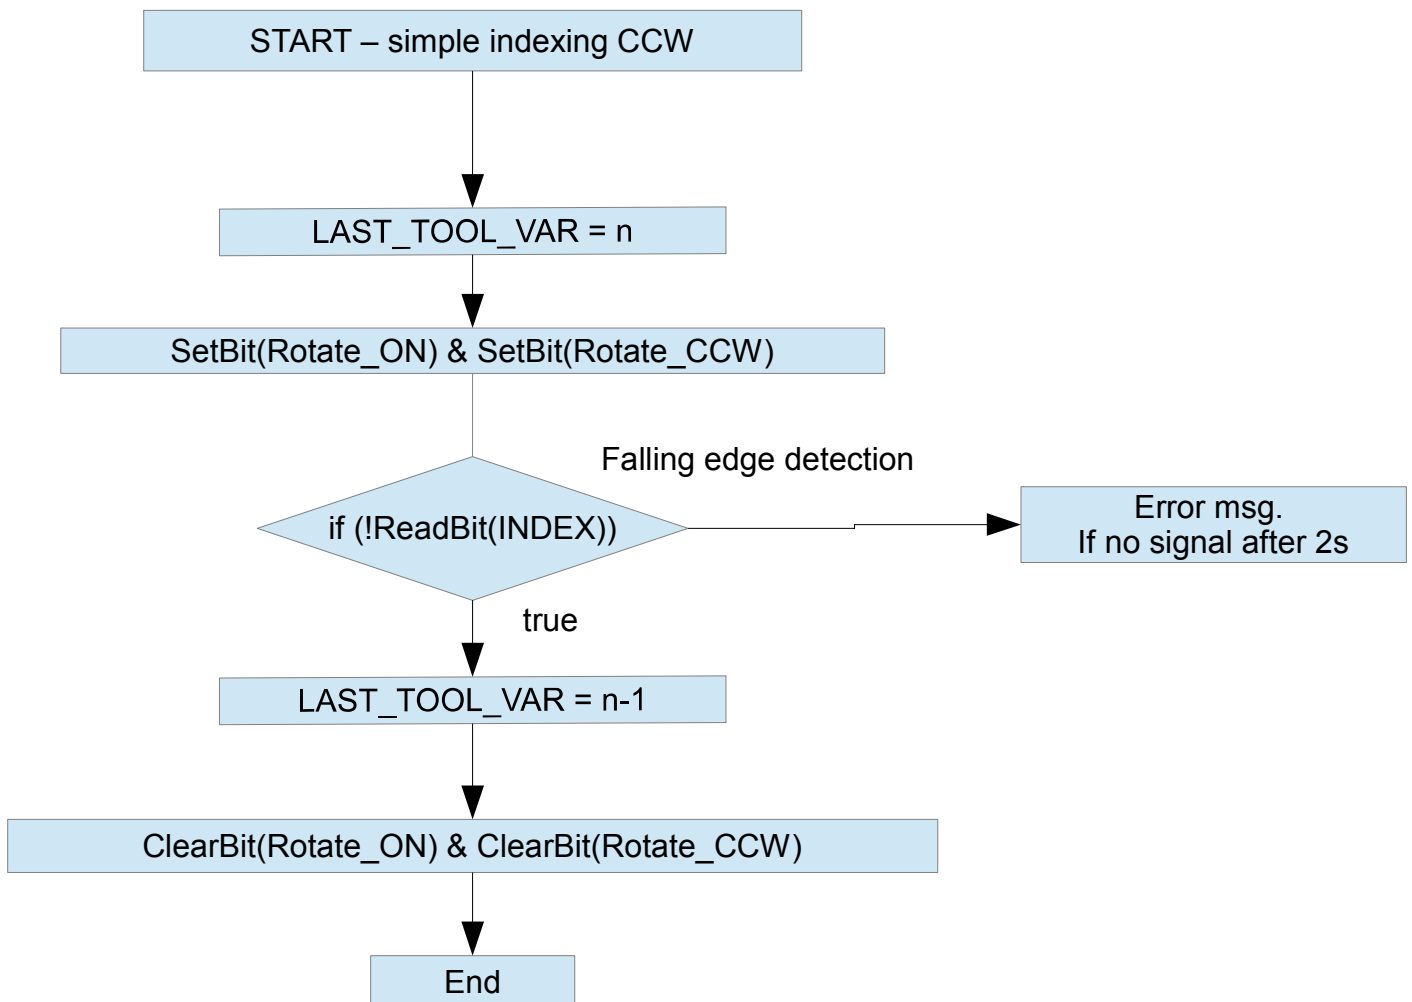 START – simple indexing CCW
LAST_TOOL_VAR = n
SetBit(Rotate_ON) & SetBit(Rotate_CCW)
Falling edge detection
if (!ReadBit(INDEX))
Error msg.
If no signal after 2s
true
LAST_TOOL_VAR = n-1
ClearBit(Rotate_ON) & ClearBit(Rotate_CCW)
End